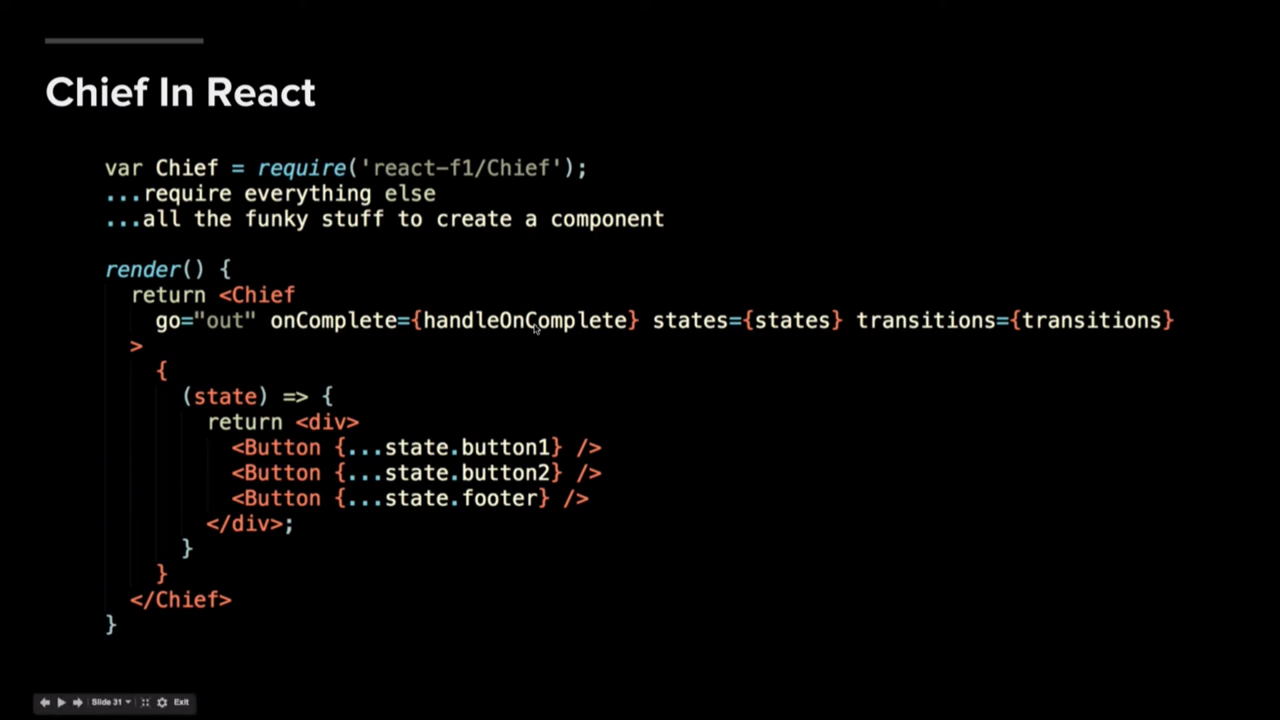 Chief In React
var Chief = require('react-f1/Chief');
...require everything else
...all the funky stuff to create a component
render() {
return <Chief
go="out" onComplete={handleOnComplete} states={states} transitions={transitions}
>
{
(state) => {
return <div>
<Button {...state.button1} />
<Button {...state.button2} />
<Button {...state.footer} />
</div>;
}
}
</Chief>
}
Slide 31
Exit